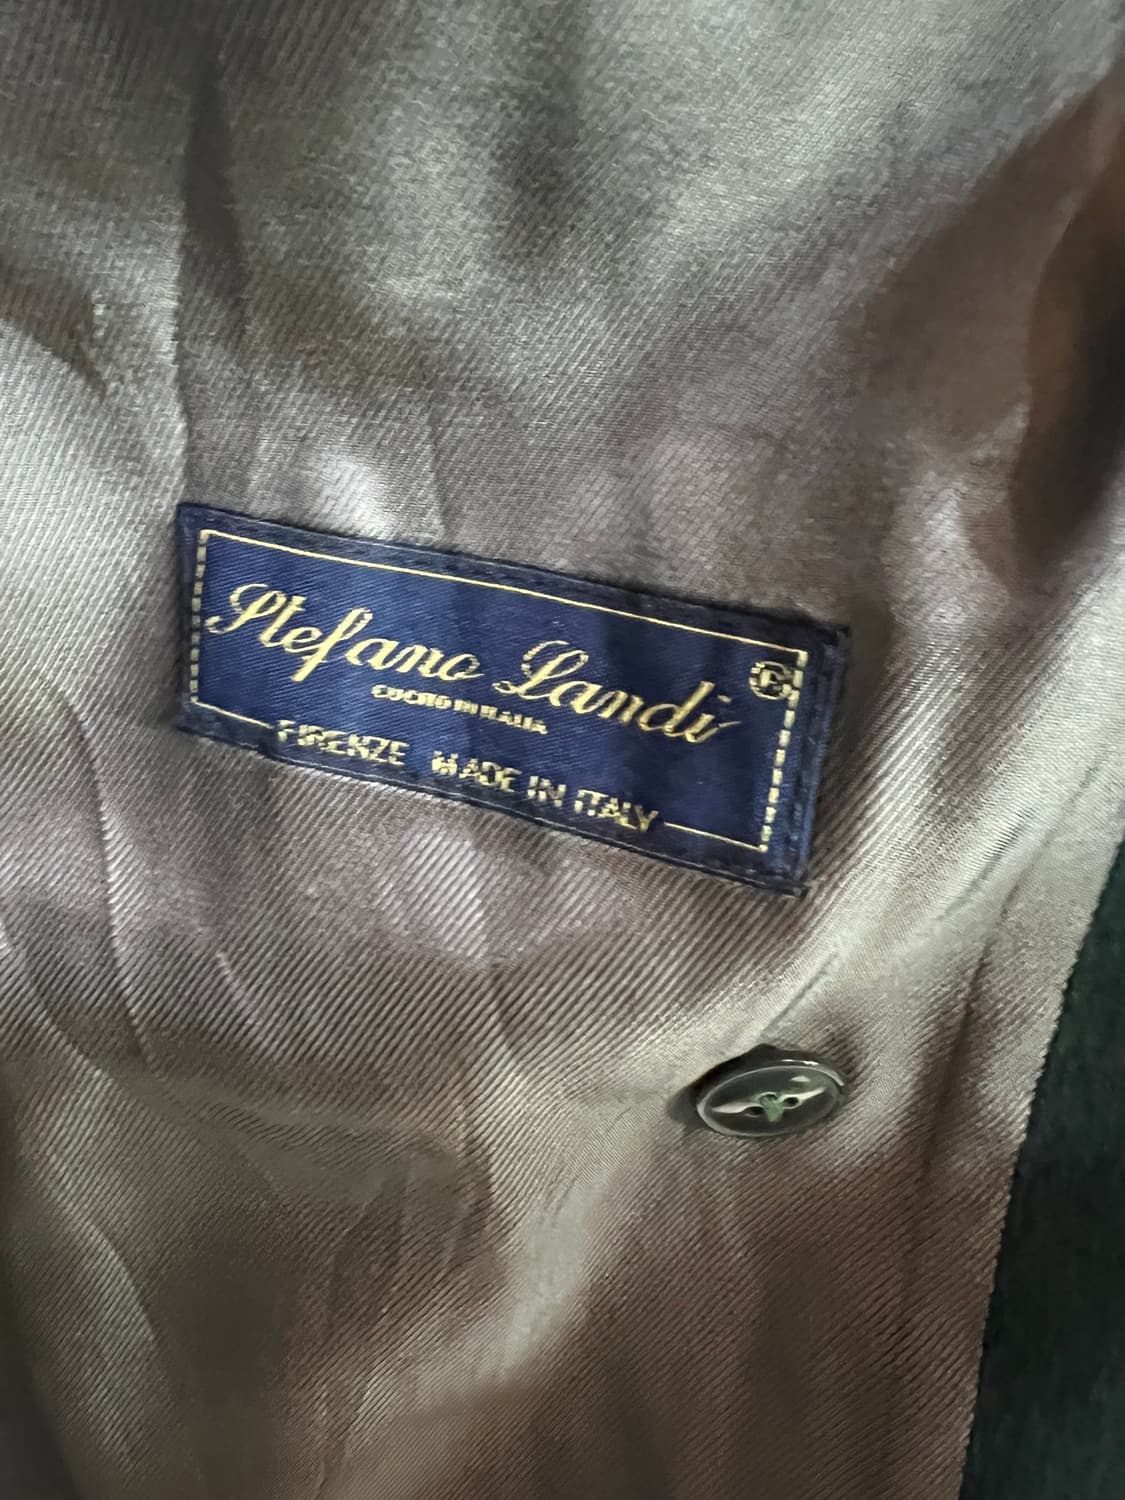 Stefano Landi ®
CUCITO IN ITALIA
FIRENZE MADE IN ITALY